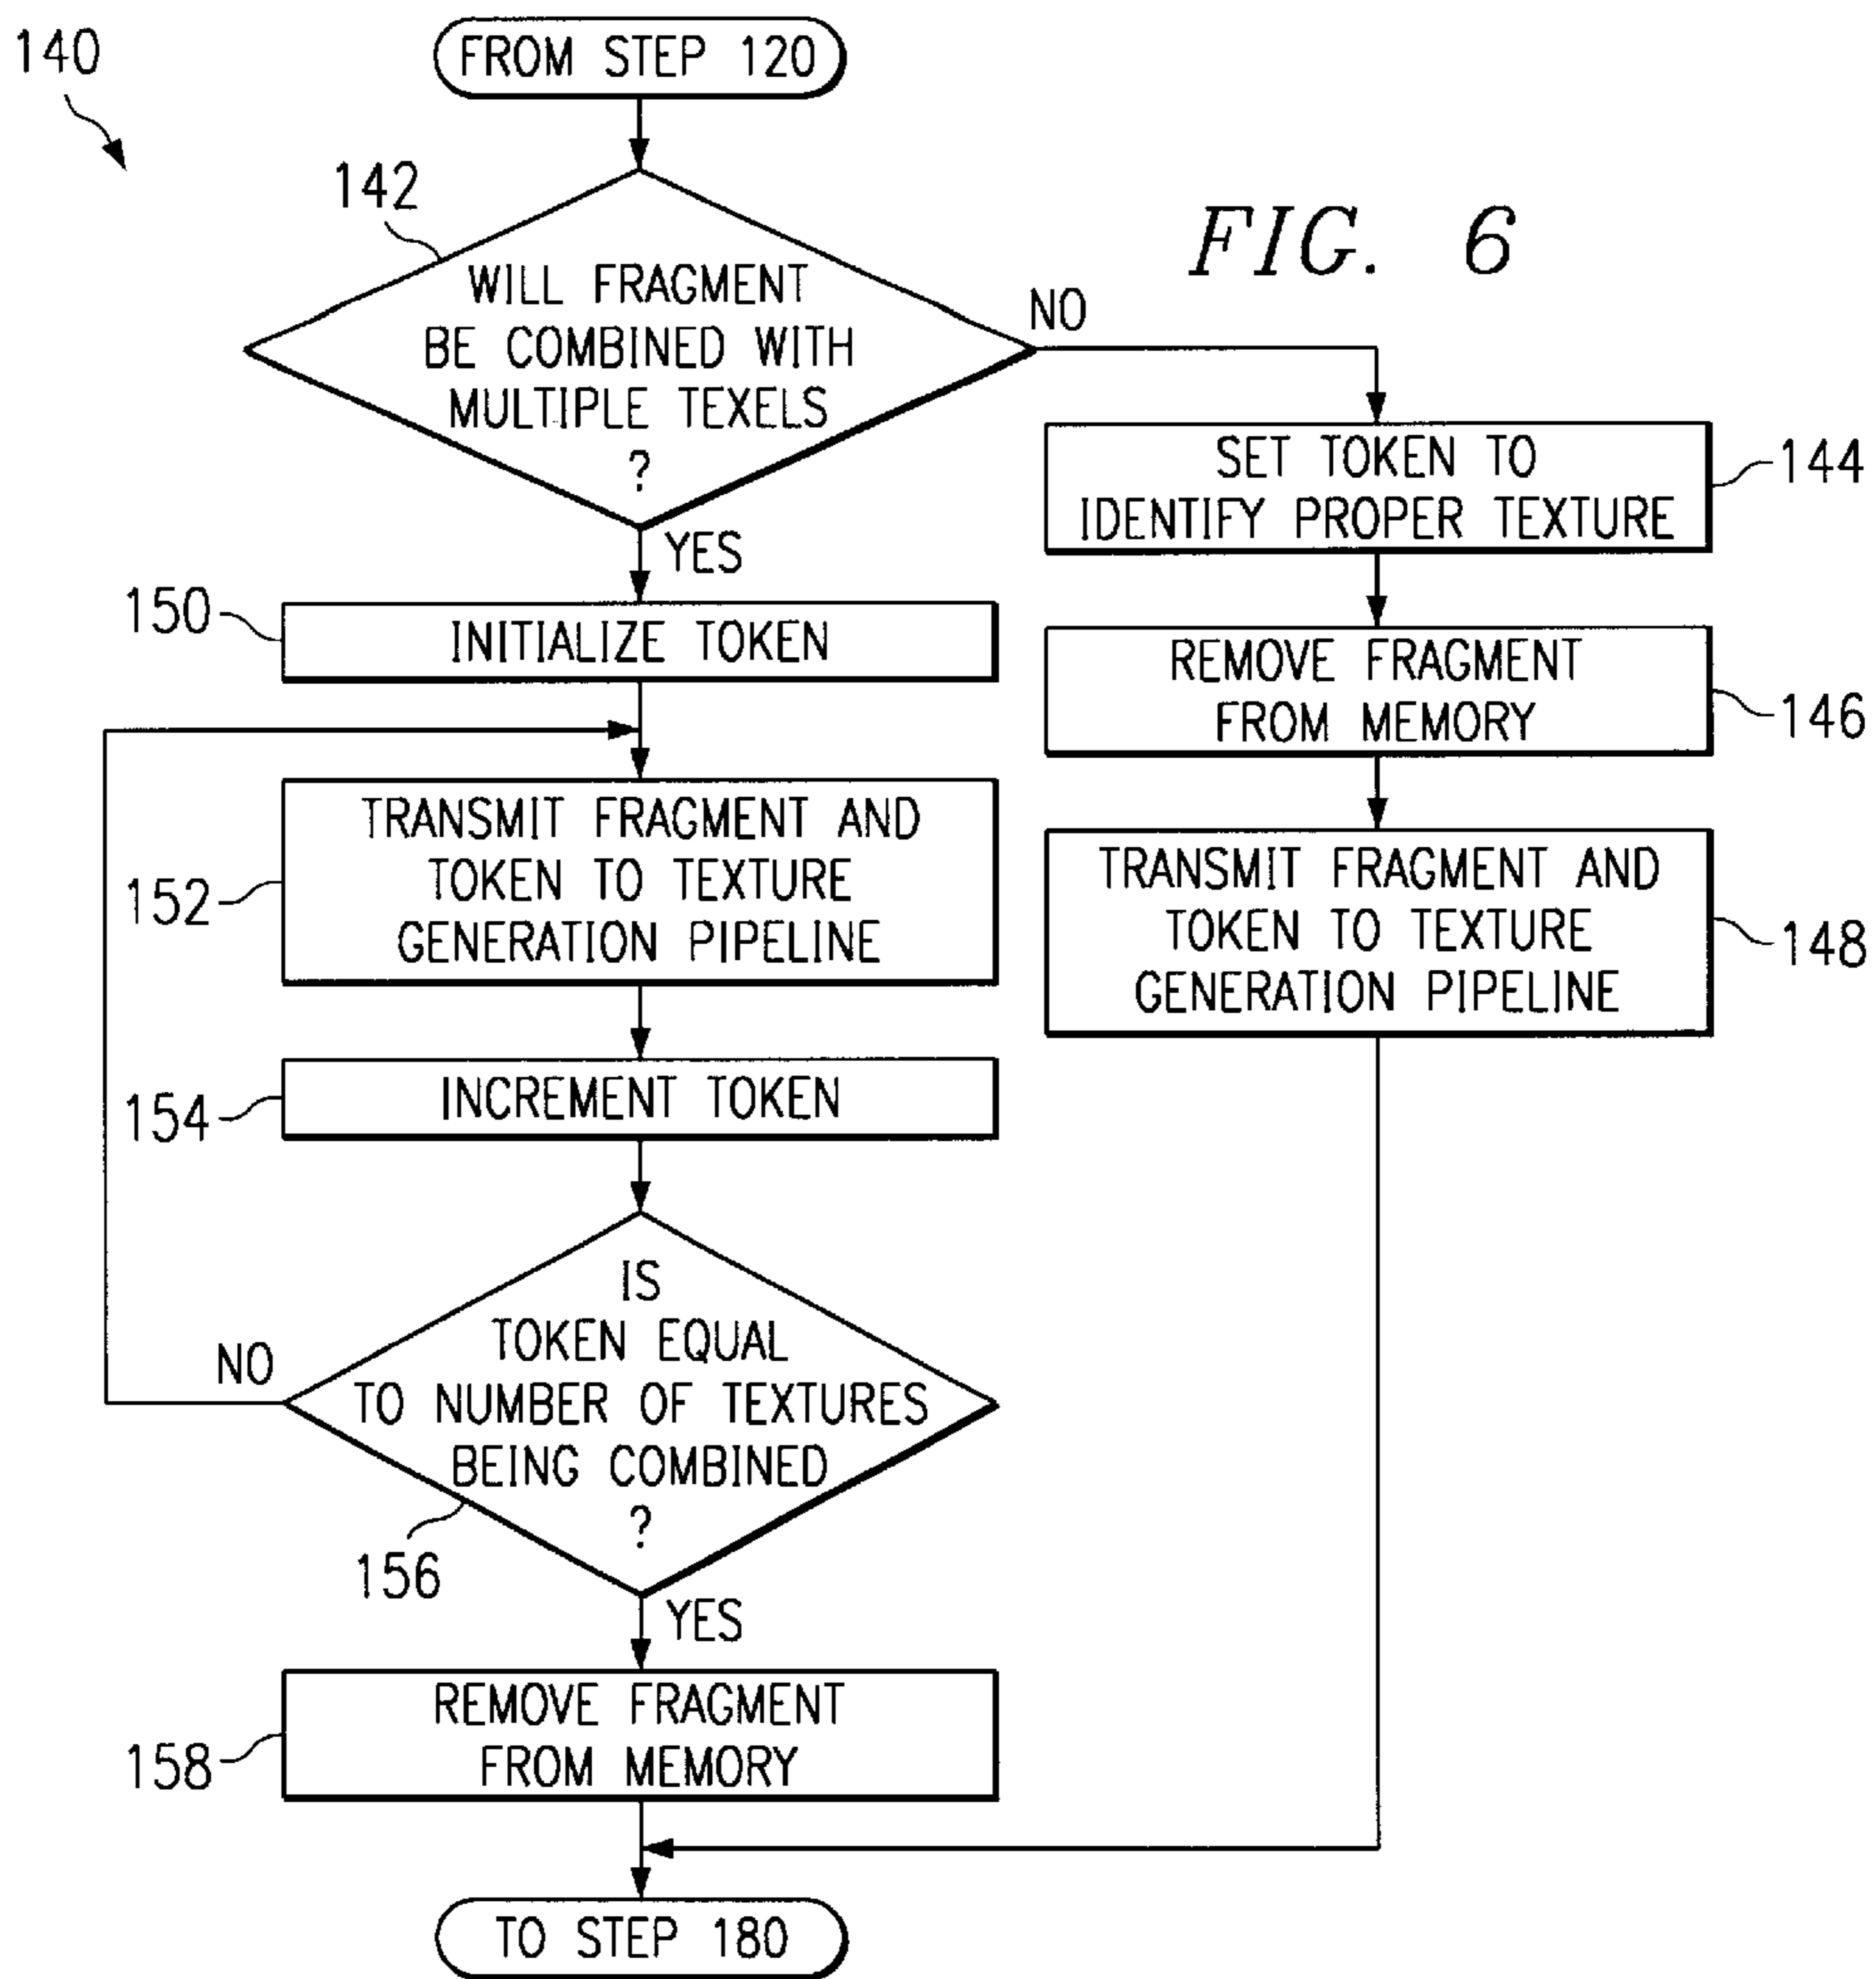 140
FROM STEP 120
FIG. 6
142
WILL FRAGMENT
BE COMBINED WITH
MULTIPLE TEXELS
?
NO
YES
SET TOKEN TO
IDENTIFY PROPER TEXTURE
144
REMOVE FRAGMENT
FROM MEMORY
146
TRANSMIT FRAGMENT AND
TOKEN TO TEXTURE
GENERATION PIPELINE
148
150
INITIALIZE TOKEN
152
TRANSMIT FRAGMENT AND
TOKEN TO TEXTURE
GENERATION PIPELINE
154
INCREMENT TOKEN
IS
TOKEN EQUAL
TO NUMBER OF TEXTURES
BEING COMBINED
?
NO
156
YES
158
REMOVE FRAGMENT
FROM MEMORY
TO STEP 180